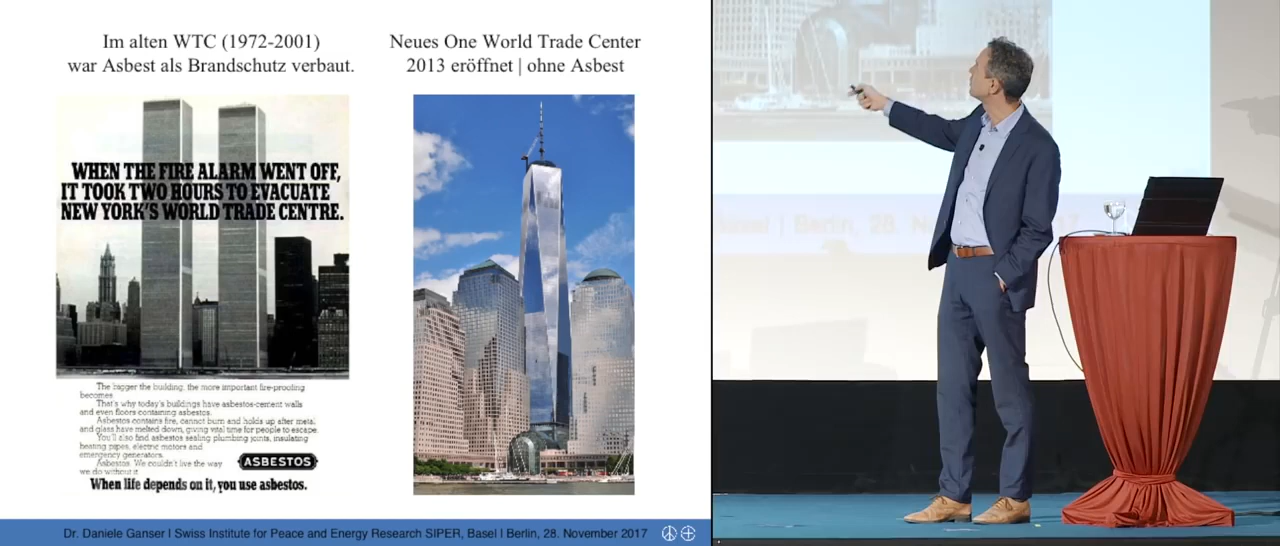 Im alten WTC (1972-2001)
war Asbest als Brandschutz verbaut.
Neues One World Trade Center
2013 eröffnet | ohne Asbest
WHEN THE FIRE ALARM WENT OFF,
IT TOOK TWO HOURS TO EVACUATE
NEW YORK'S WORLD TRADE CENTRE.
The bigger the building, the more important fire-proofing
becomes.
That's why today's buildings have asbestos-cement walls
and even floors containing asbestos.
Asbestos contains fire, cannot burn and holds up after metal
and glass have melted down, giving vital time for people to escape.
You'll also find asbestos sealing plumbing joints, insulating
heating pipes, electric motors and
emergency generators.
Asbestos. We couldn't live the way
we do without it.
ASBESTOS
When life depends on it, you use asbestos.
Dr. Daniele Ganser I Swiss Institute for Peace and Energy Research SIPER, Basel I Berlin, 28. November 2017
Basel | Berlin, 28. No
17